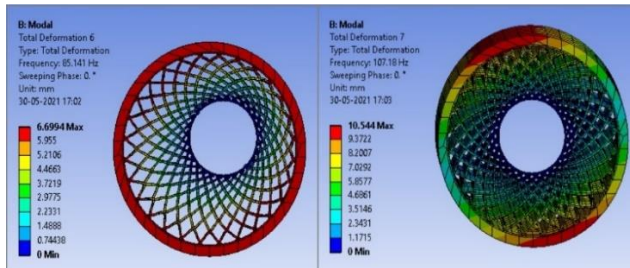 B: Modal
Total Deformation 6
Type: Total Deformation
Frequency: 85.141 Hz
Sweeping Phase: 0. °
Unit: mm
30-05-2021 17:02
6.6994 Max
5.955
5.2106
4.4663
3.7219
2.9775
2.2331
1.4888
0.74438
0 Min
B: Modal
Total Deformation 7
Type: Total Deformation
Frequency: 107.18 Hz
Sweeping Phase: 0. °
Unit: mm
30-05-2021 17:03
10.544 Max
9.3722
8.2007
7.0292
5.8577
4.6861
3.5146
2.3431
1.1715
0 Min